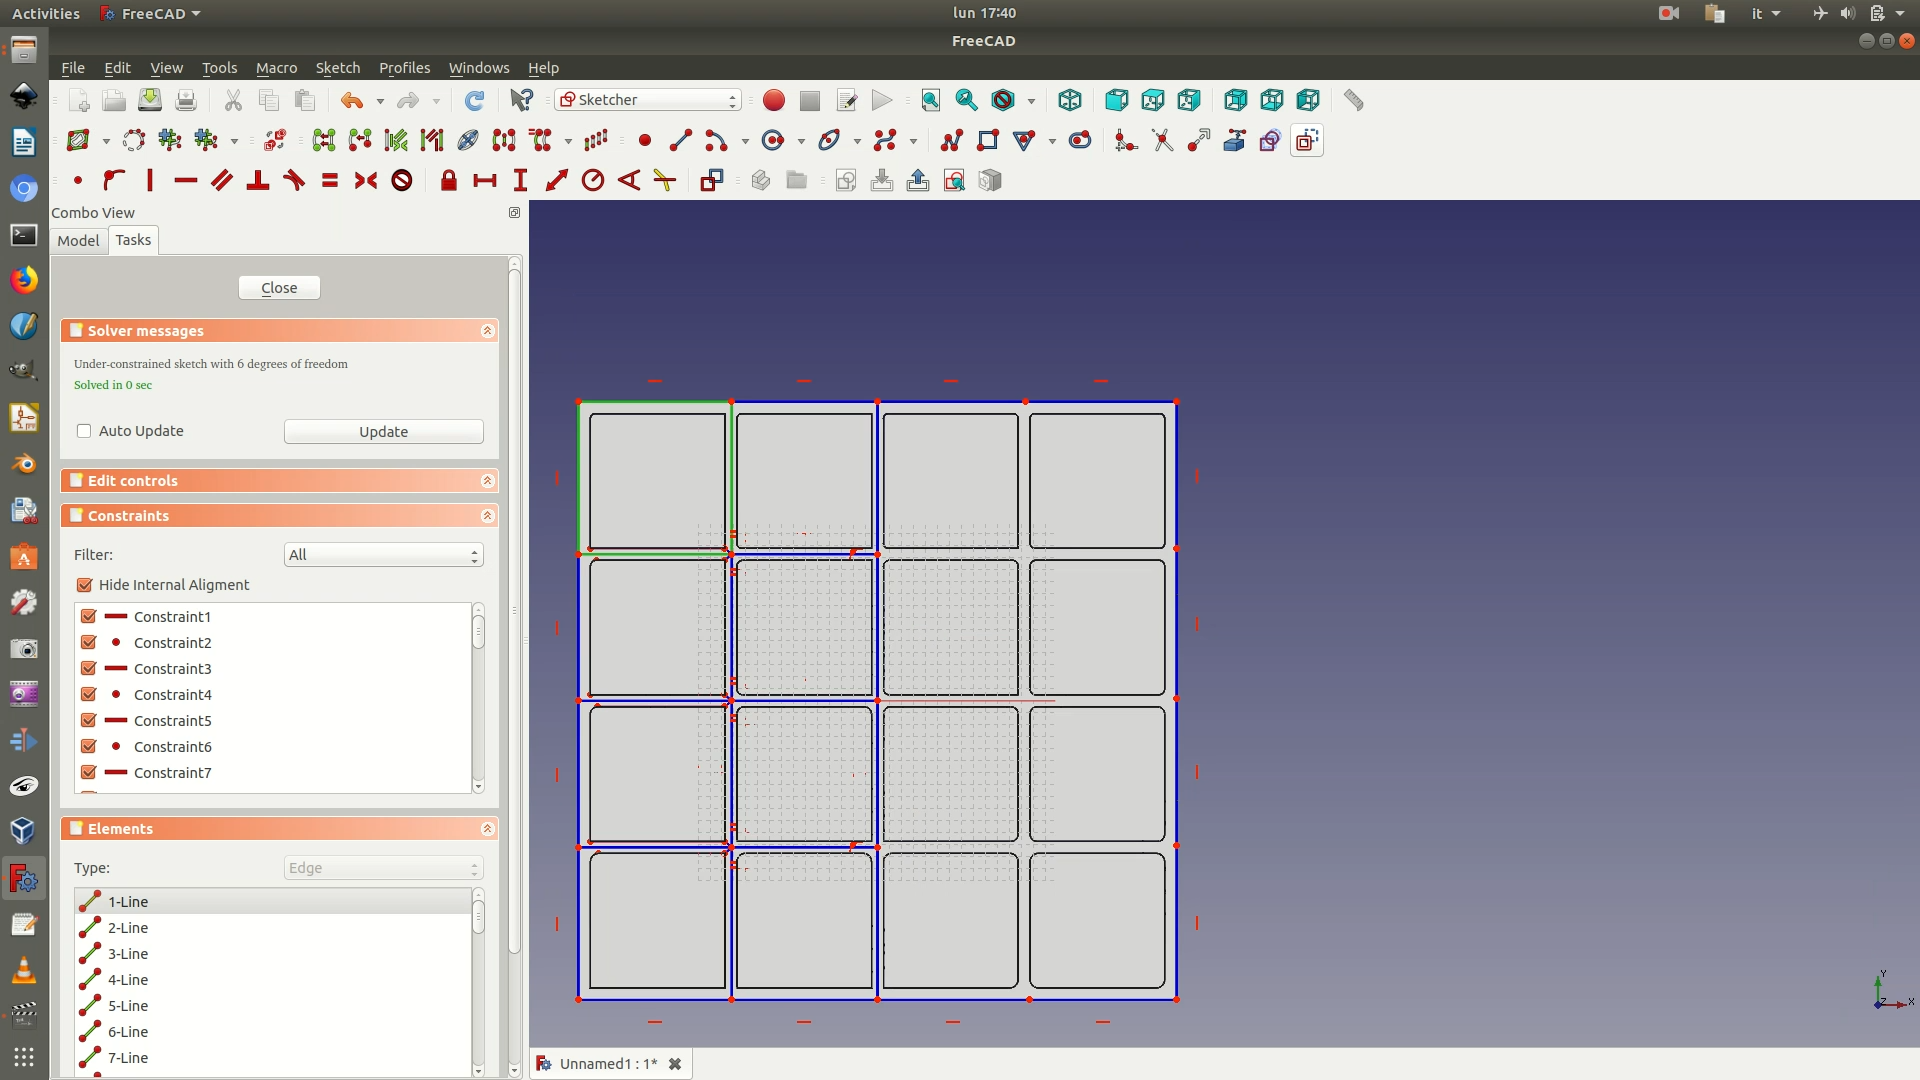 Activities FreeCAD lun 17:40 it
FreeCAD
File Edit View Tools Macro Sketch Profiles Windows Help
Sketcher
Combo View
Model Tasks
Close
Solver messages
Under-constrained sketch with 6 degrees of freedom
Solved in 0 sec
Auto Update Update
Edit controls
Constraints
Filter: All
Hide Internal Aligment
Constraint1
Constraint2
Constraint3
Constraint4
Constraint5
Constraint6
Constraint7
Elements
Type: Edge
1-Line
2-Line
3-Line
4-Line
5-Line
6-Line
7-Line
Y
Z X
Unnamed1 : 1*